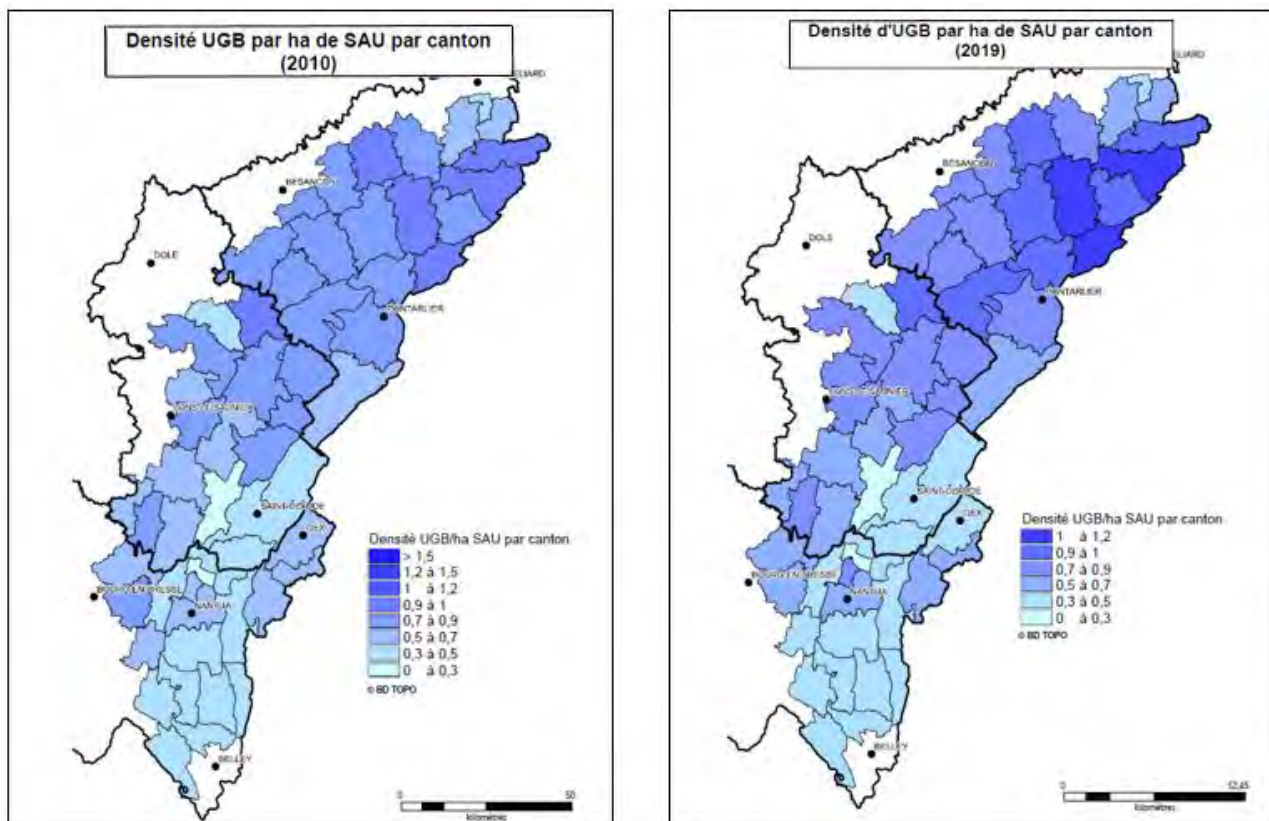 Densité UGB par ha de SAU par canton
(2010)
BESANCON
DOLE
SAINT-CLAUDE
GEX
Densité UGB/ha SAU par canton
> 1,5
1,2 à 1,5
1 à 1,2
0,9 à 1
0,7 à 0,9
0,5 à 0,7
0,3 à 0,5
0 à 0,3
© BD TOPO
BOURG-EN-BRESSE
NANTUA
BELLEY
0 50
kilomètres
Densité d'UGB par ha de SAU par canton
(2019)
BESANCON
DOLE
SAINT-CLAUDE
GEX
Densité UGB/ha SAU par canton
1 à 1,2
0,9 à 1
0,7 à 0,9
0,5 à 0,7
0,3 à 0,5
0 à 0,3
© BD TOPO
BOURG-EN-BRESSE
NANTUA
BELLEY
0 52,45
kilomètres